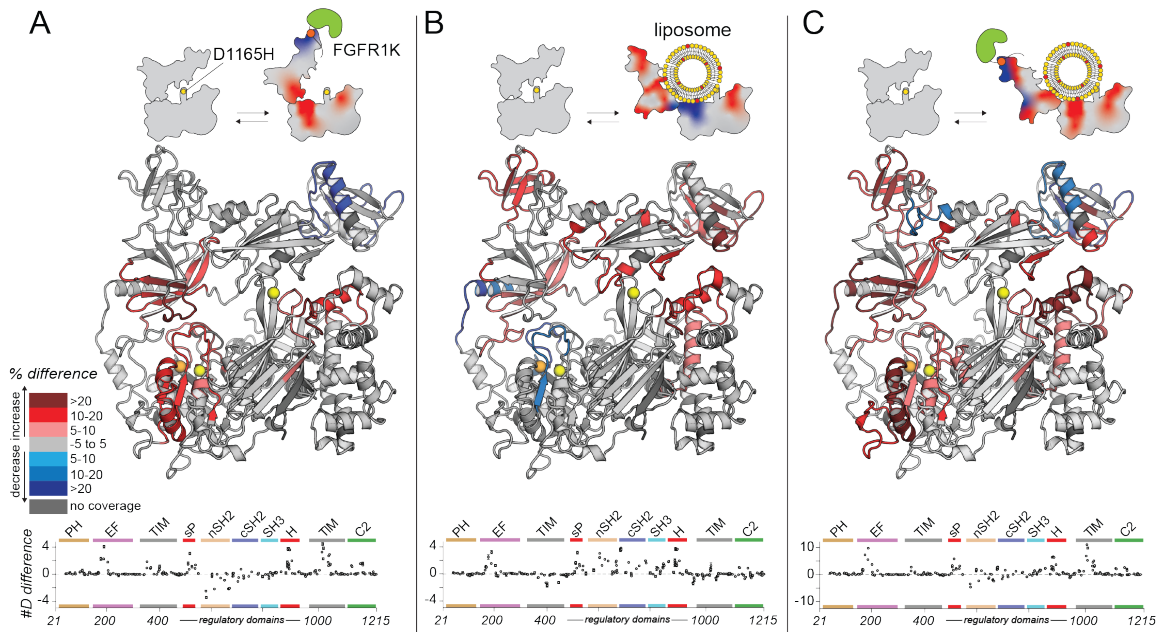 A
D1165H
FGFR1K
B
liposome
C
% difference
decrease increase
>20
10-20
5-10
-5 to 5
5-10
10-20
>20
no coverage
PH EF TIM sP nSH2 cSH2 SH3 H TIM C2
#D difference
4
0
-4
21 200 400 regulatory domains 1000 1215
PH EF TIM sP nSH2 cSH2 SH3 H TIM C2
4
0
-4
21 200 400 regulatory domains 1000 1215
PH EF TIM sP nSH2 cSH2 SH3 H TIM C2
10
0
-10
21 200 400 regulatory domains 1000 1215